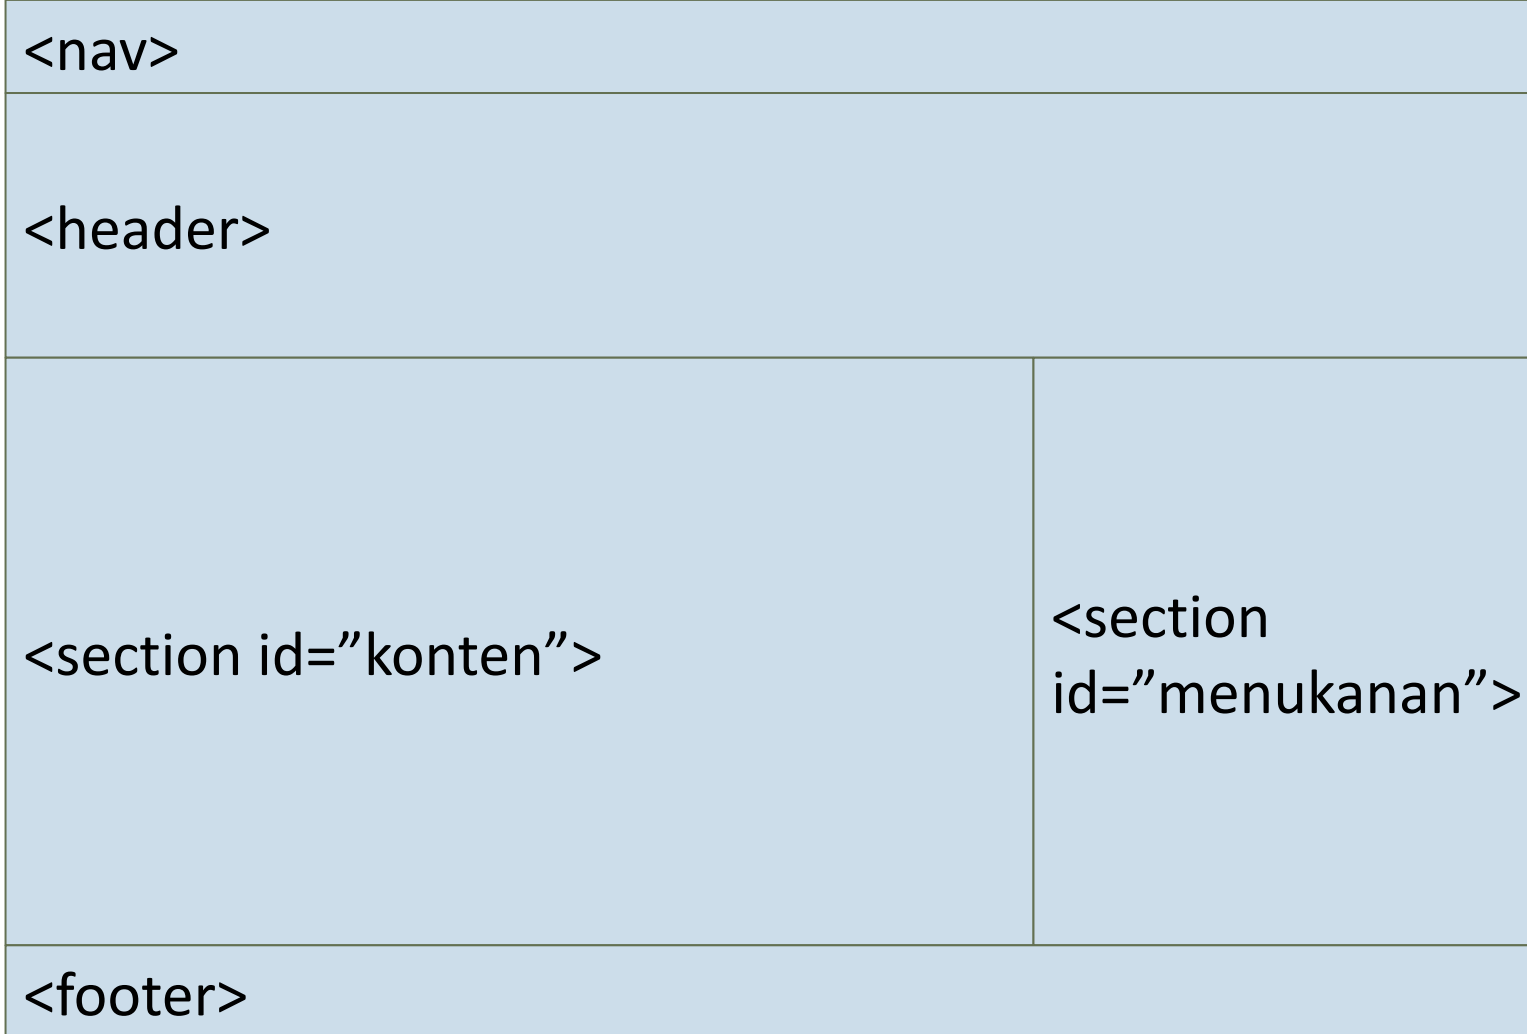 <nav>
<header>
<section id=”konten”>
<section
id=”menukanan”>
<footer>